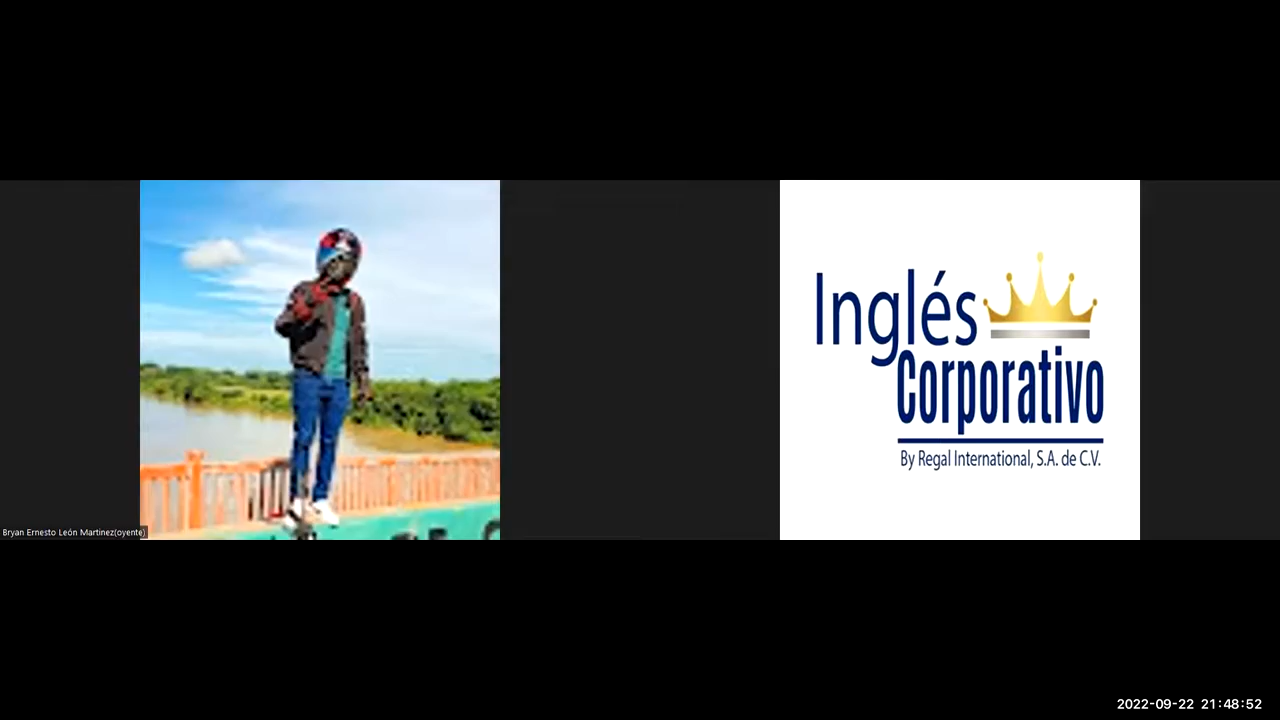 Inglés
Corporativo
By Regal International, S.A. de C.V.
Bryan Ernesto León Martinez(oyente)
2022-09-22 21:48:52